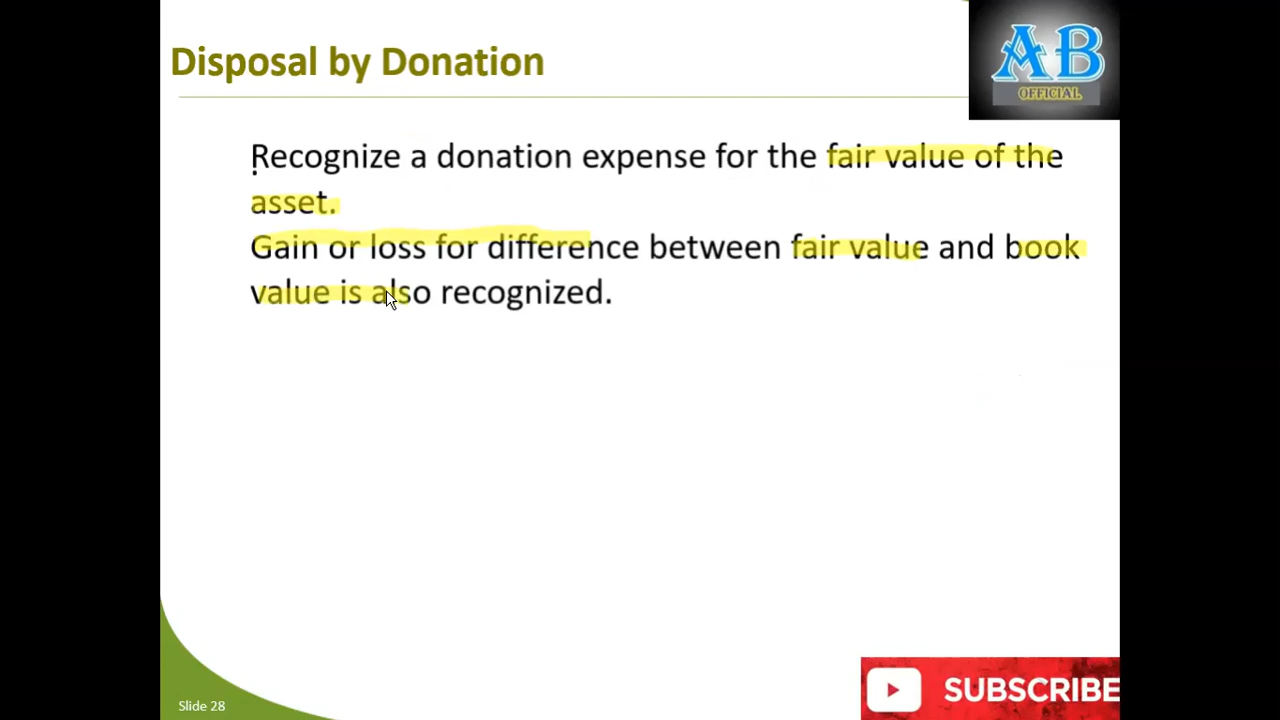 Disposal by Donation
AB
OFFICIAL
Recognize a donation expense for the fair value of the
asset.
Gain or loss for difference between fair value and book
value is also recognized.
Slide 28
SUBSCRIBE